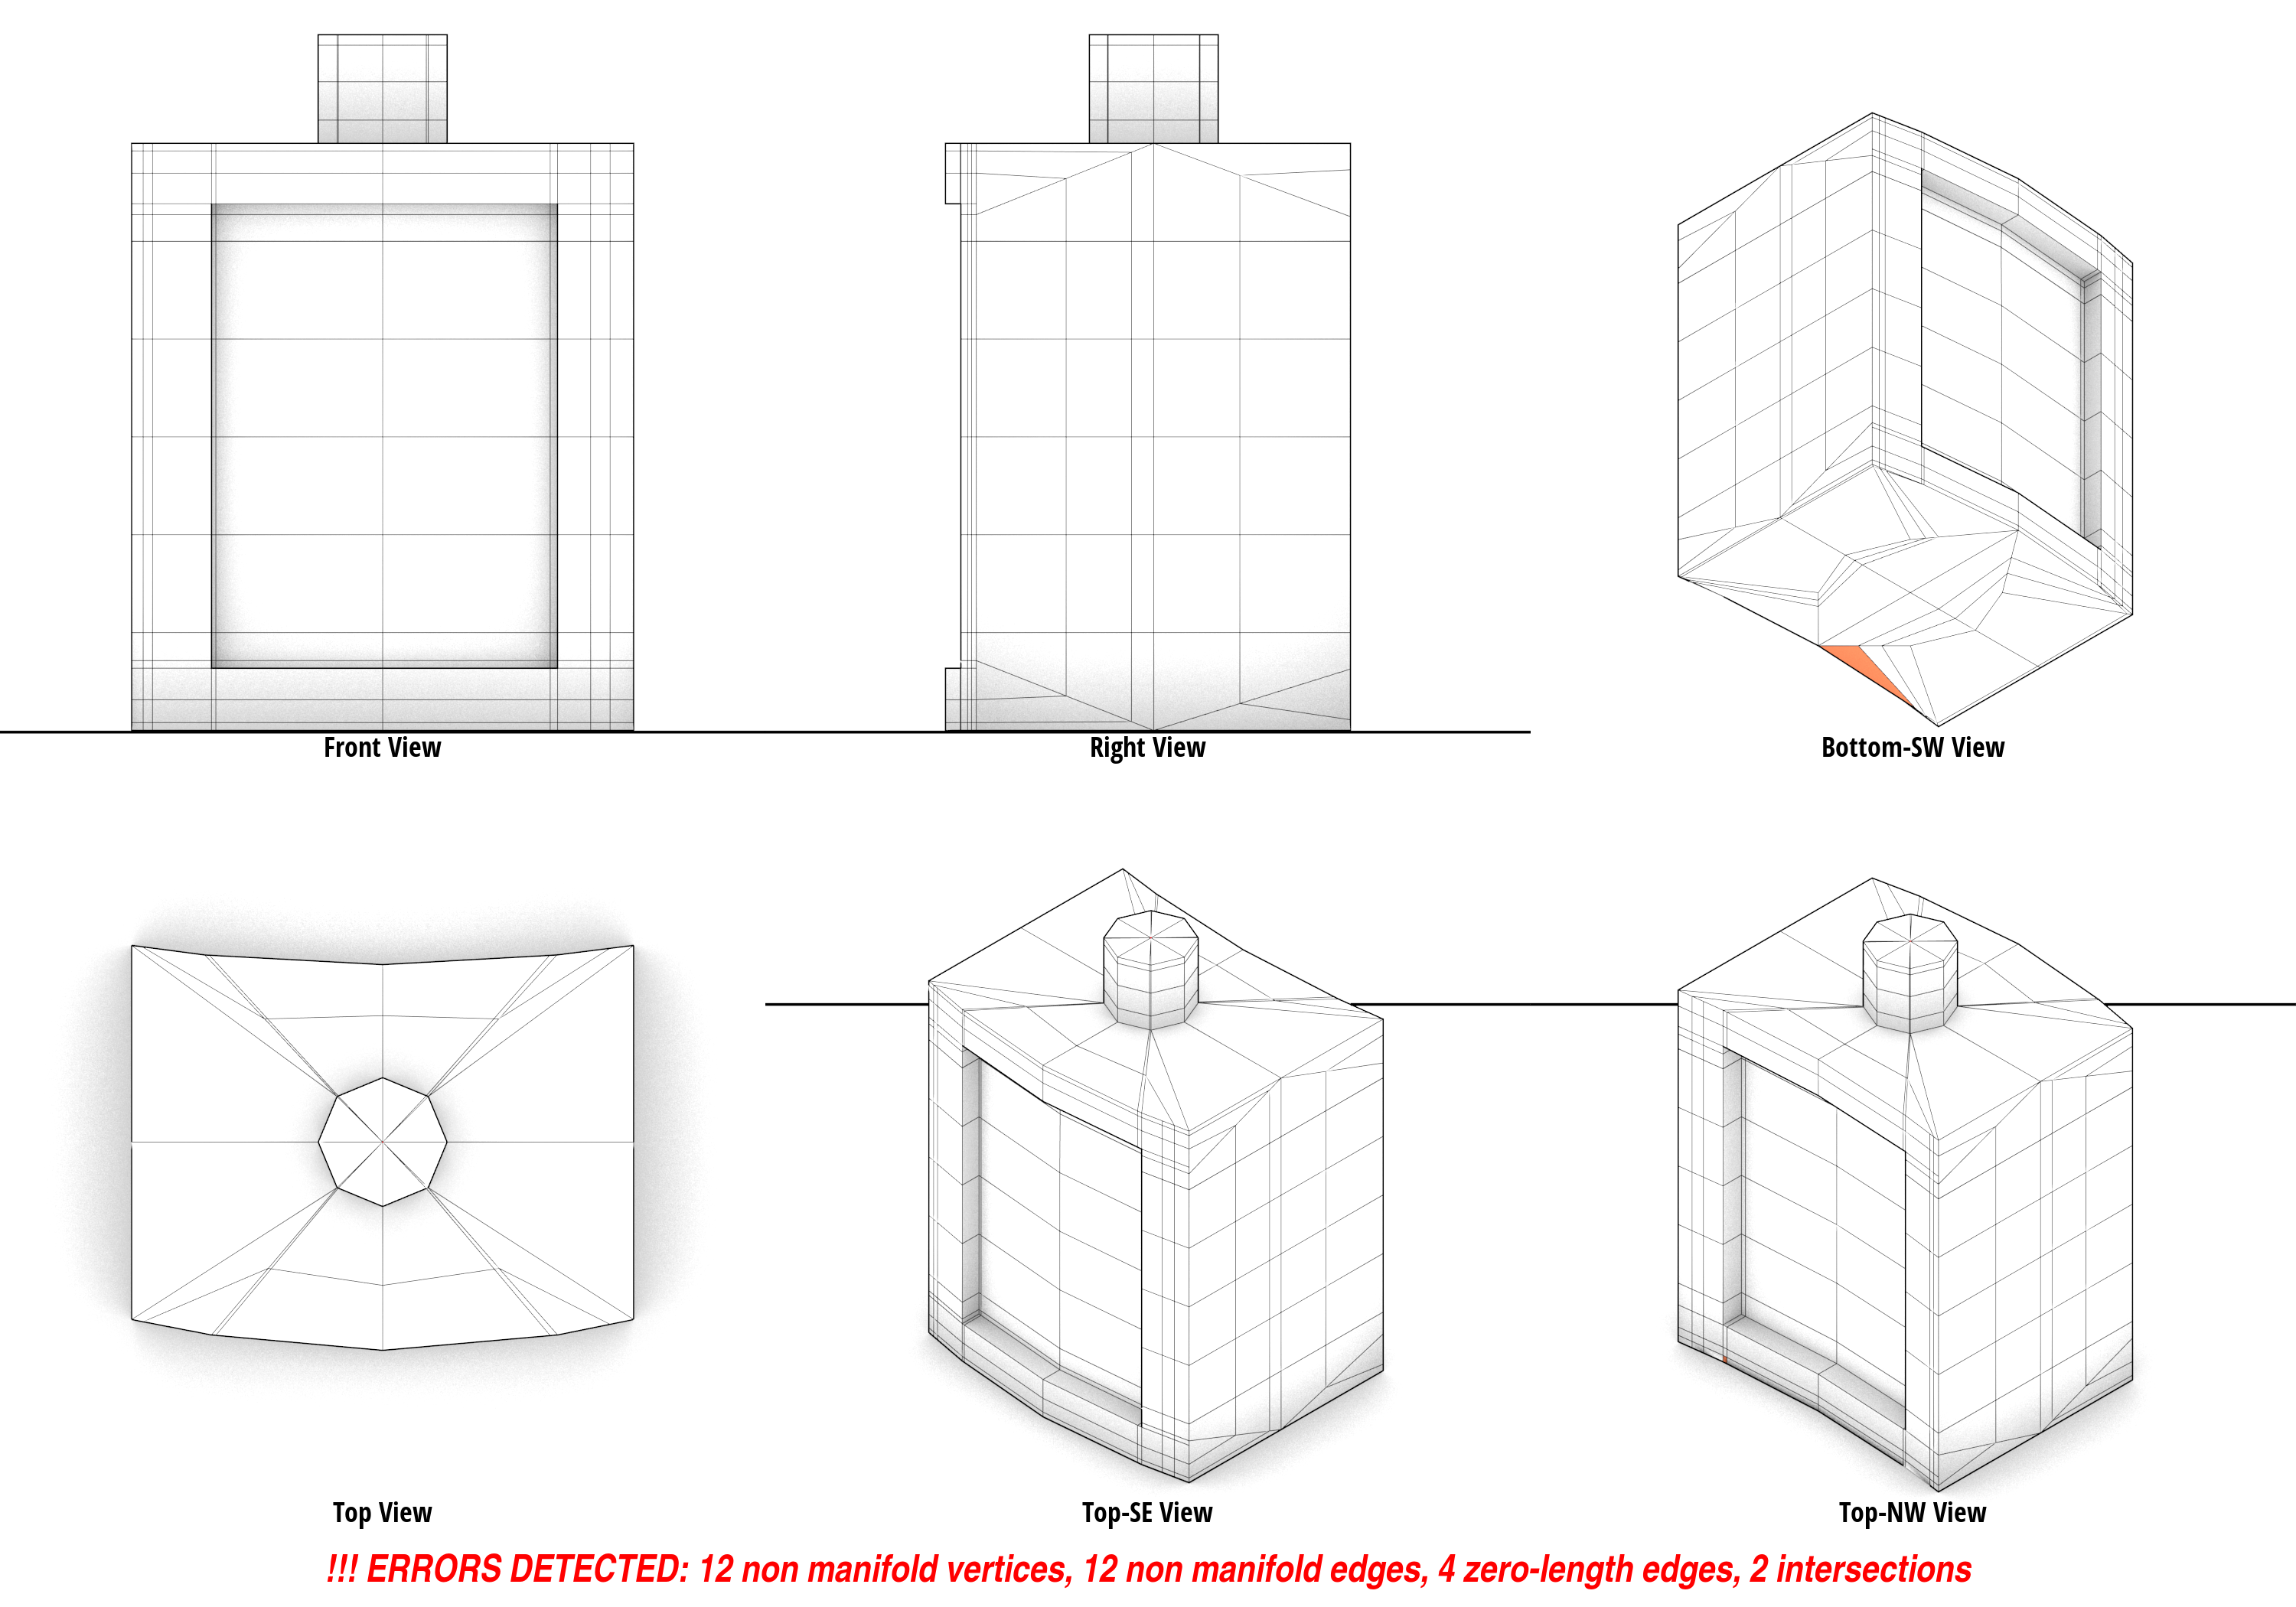 Front View
Right View
Bottom-SW View
Top View
Top-SE View
Top-NW View
!!! ERRORS DETECTED: 12 non manifold vertices, 12 non manifold edges, 4 zero-length edges, 2 intersections